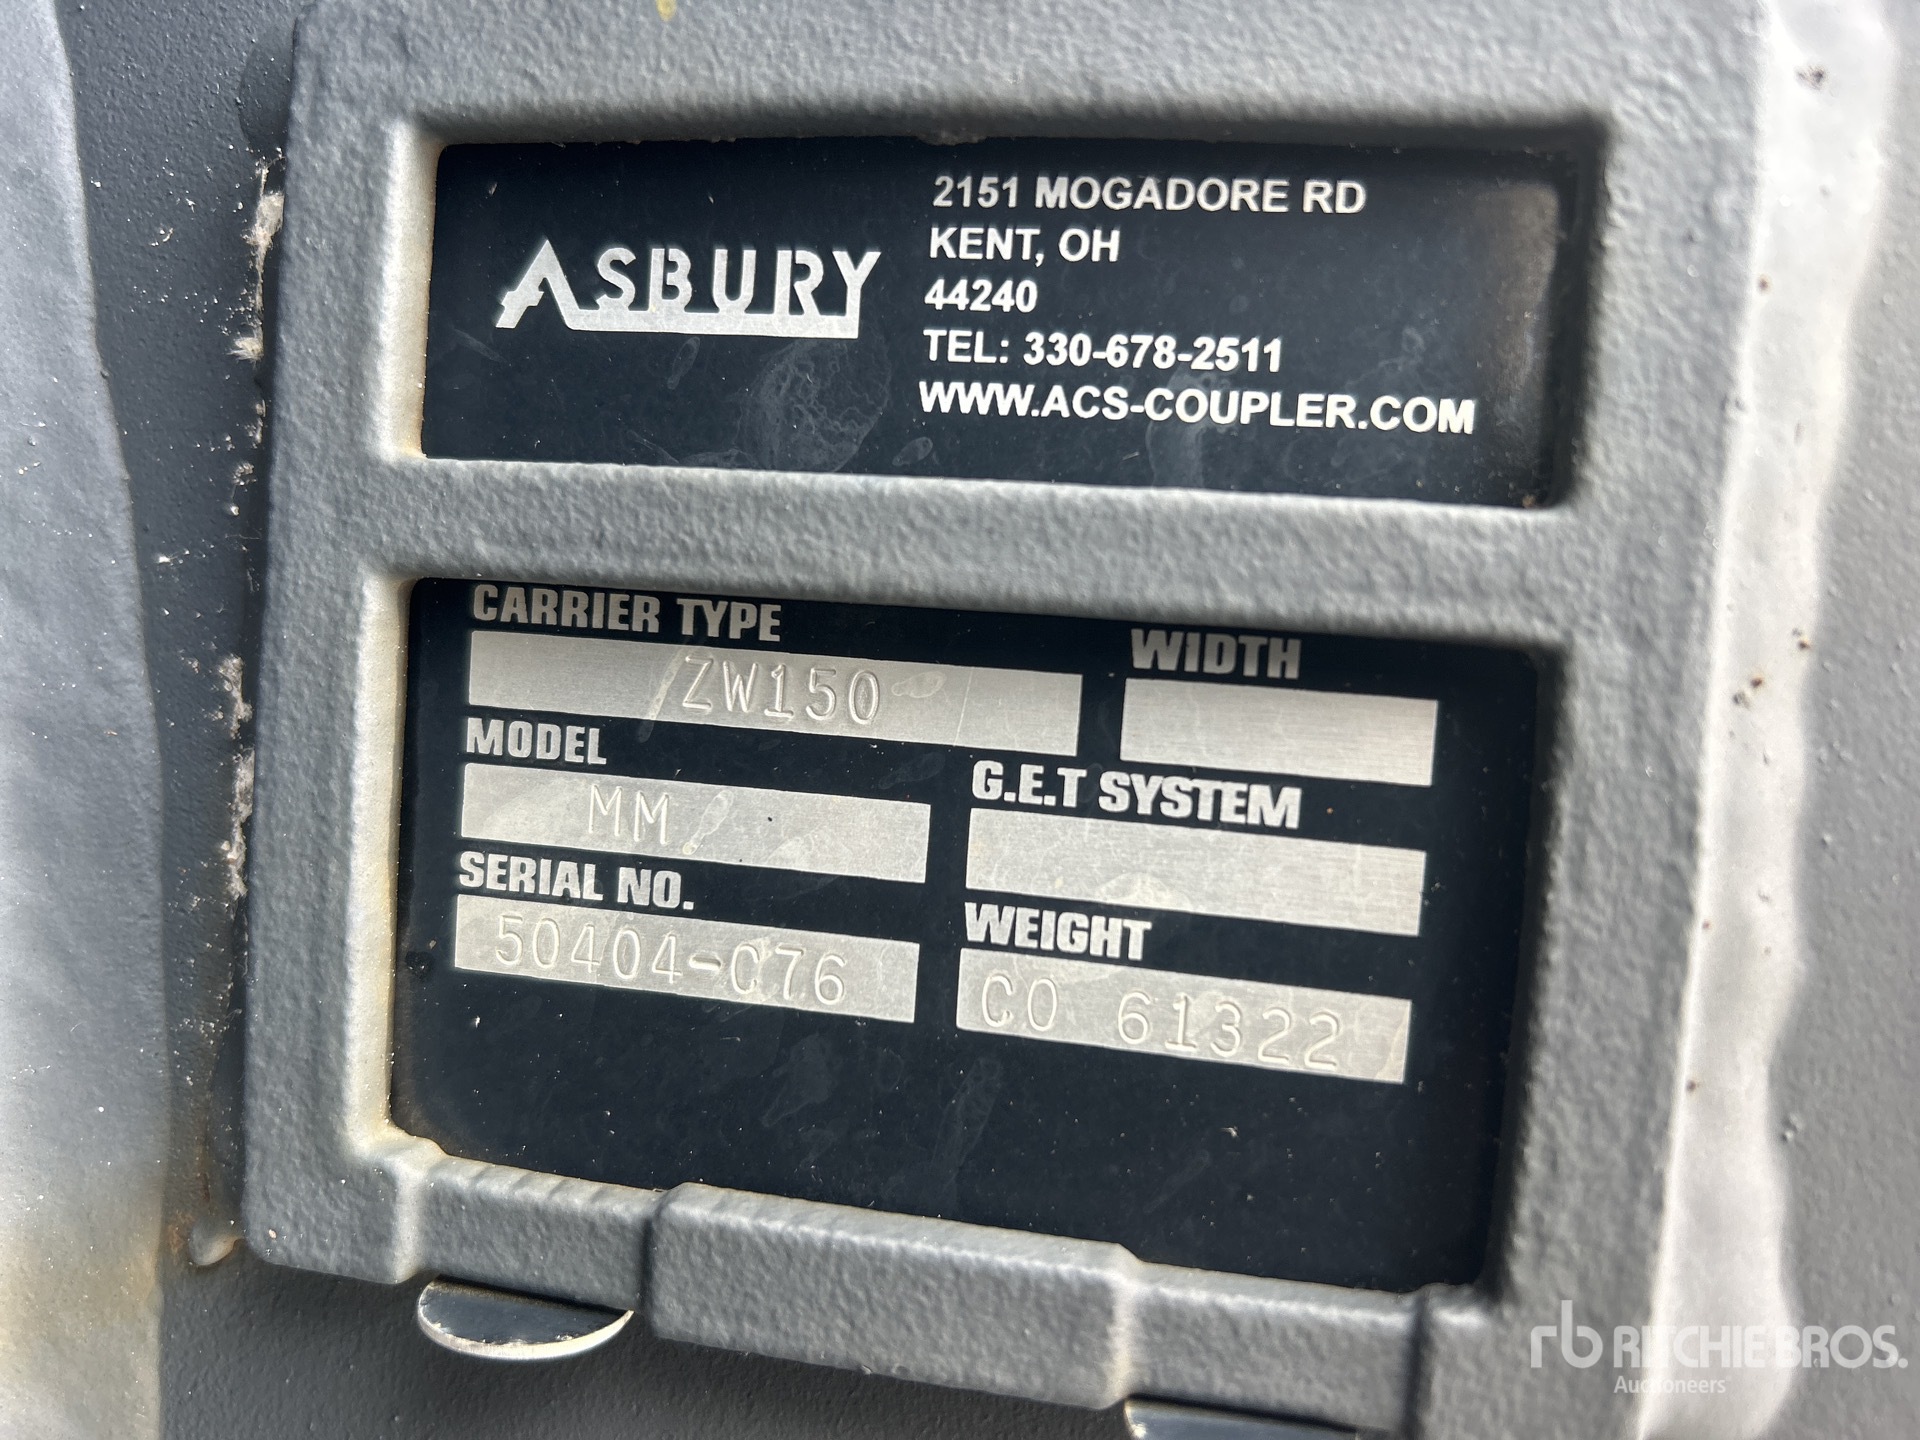 ASBURY
2151 MOGADORE RD
KENT, OH
44240
TEL: 330-678-2511
WWW.ACS-COUPLER.COM
CARRIER TYPE
ZW150
WIDTH
MODEL
MM
G.E.T SYSTEM
SERIAL NO.
50404-C76
WEIGHT
CO 61322
rb RITCHIE BROS.
Auctioneers